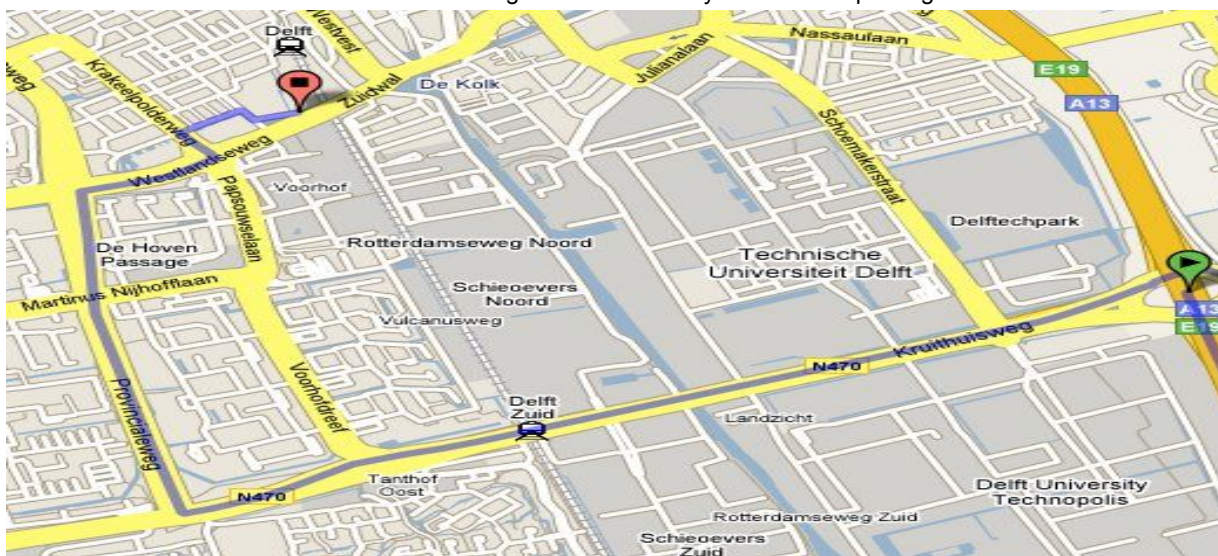 Delft
Westvest
Krakeelpolderweg
Zuidwal
De Kolk
Julianalaan
Nassaulaan
E19
A13
weg
Westlandseweg
Voorhof
Papsouwselaan
Schoemakerstraat
Delftechpark
De Hoven
Passage
Rotterdamseweg Noord
Technische
Universiteit Delft
Martinus Nijhofflaan
Schieoevers
Noord
Vulcanusweg
A13
E19
Kruithuisweg
N470
Provincialeweg
Voorhofdreef
Delft
Zuid
Landzicht
Tanthof
Oost
N470
Delft University
Technopolis
Rotterdamseweg Zuid
Schieoevers
Zuid